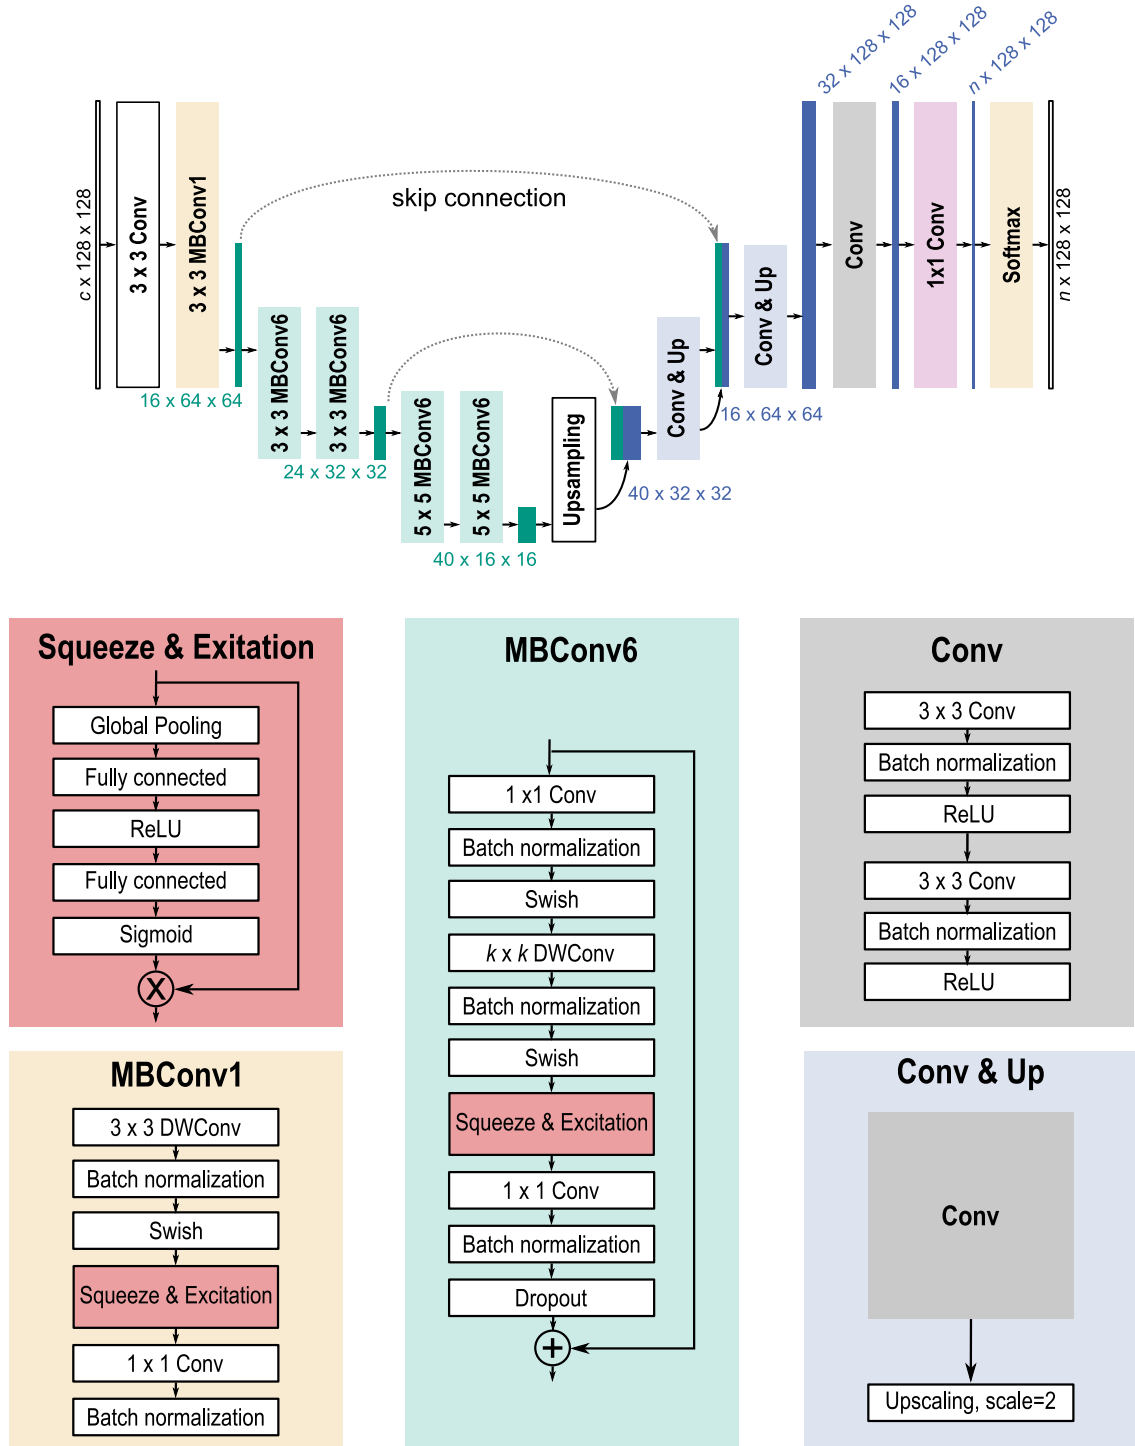 c x 128 x 128
3 x 3 Conv
3 x 3 MBConv1
16 x 64 x 64
skip connection
3 x 3 MBConv6
3 x 3 MBConv6
24 x 32 x 32
5 x 5 MBConv6
5 x 5 MBConv6
40 x 16 x 16
Upsampling
40 x 32 x 32
Conv & Up
16 x 64 x 64
Conv & Up
32 x 128 x 128
Conv
16 x 128 x 128
1x1 Conv
n x 128 x 128
Softmax
n x 128 x 128
Squeeze & Exitation
Global Pooling
Fully connected
ReLU
Fully connected
Sigmoid
X
MBConv1
3 x 3 DWConv
Batch normalization
Swish
Squeeze & Excitation
1 x 1 Conv
Batch normalization
MBConv6
1 x1 Conv
Batch normalization
Swish
k x k DWConv
Batch normalization
Swish
Squeeze & Excitation
1 x 1 Conv
Batch normalization
Dropout
+
Conv
3 x 3 Conv
Batch normalization
ReLU
3 x 3 Conv
Batch normalization
ReLU
Conv & Up
Conv
Upscaling, scale=2